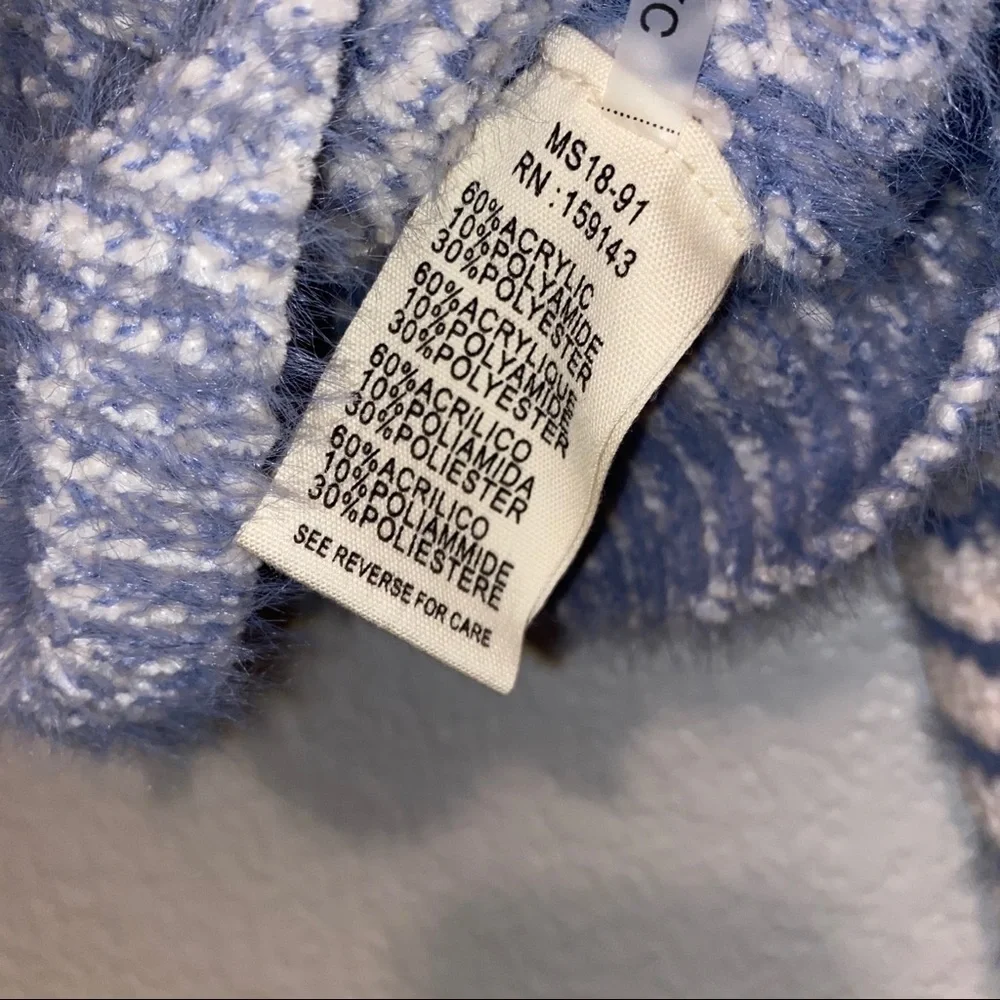 MS18-91
RN : 159143
60%ACRYLIC
10%POLYAMIDE
30%POLYESTER
60%ACRYLIQUE
10%POLYAMIDE
30%POLYESTER
60%ACRÍLICO
10%POLIAMIDA
30%POLIESTER
60%ACRILICO
10%POLIAMMIDE
30%POLIESTERE
SEE REVERSE FOR CARE